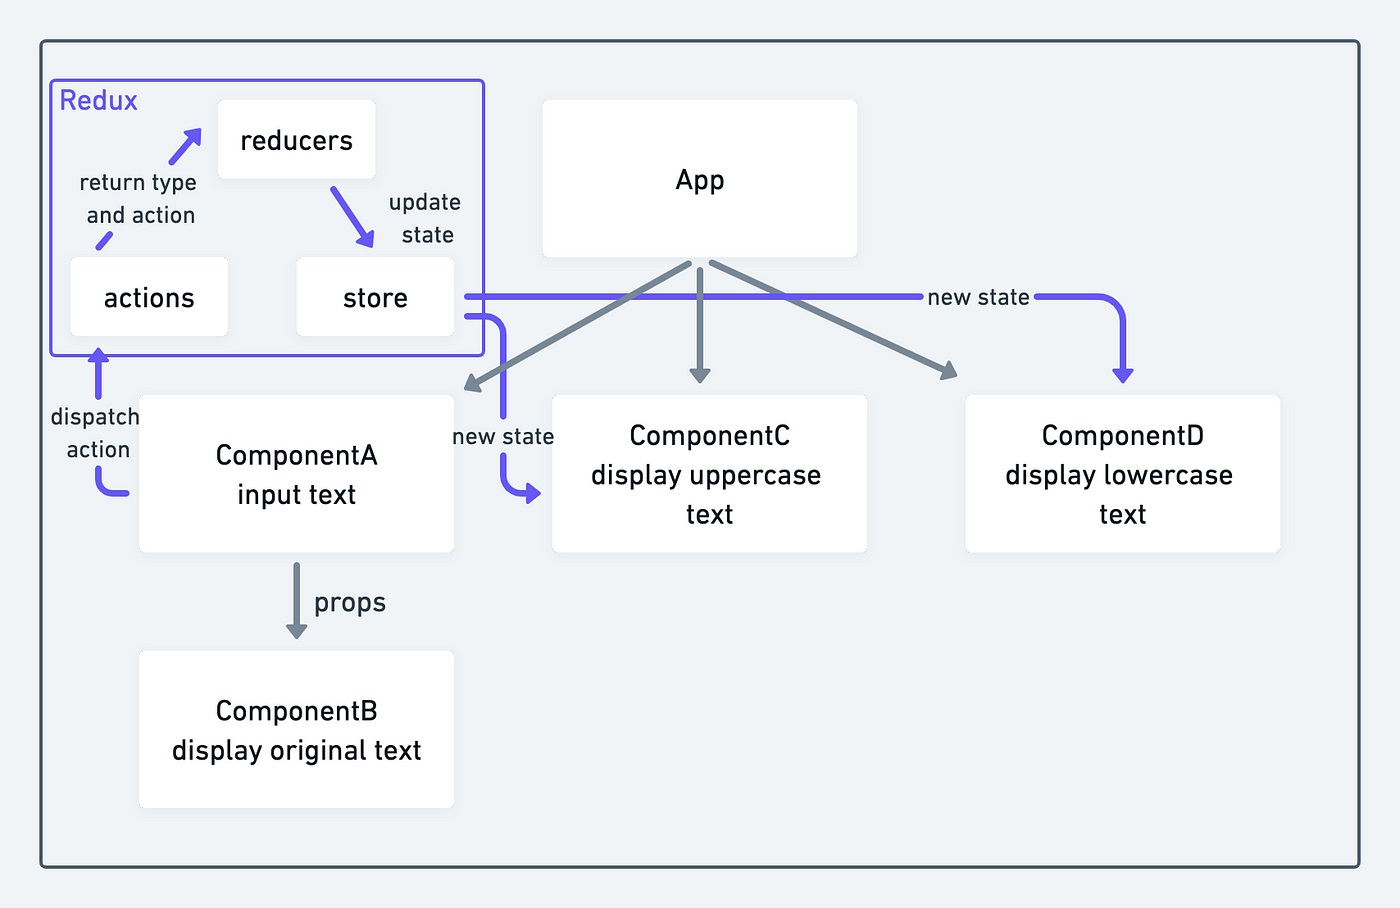 Redux
reducers
return type
and action
update
state
actions
store
App
new state
dispatch
action
ComponentA
input text
new state
ComponentC
display uppercase
text
ComponentD
display lowercase
text
props
ComponentB
display original text